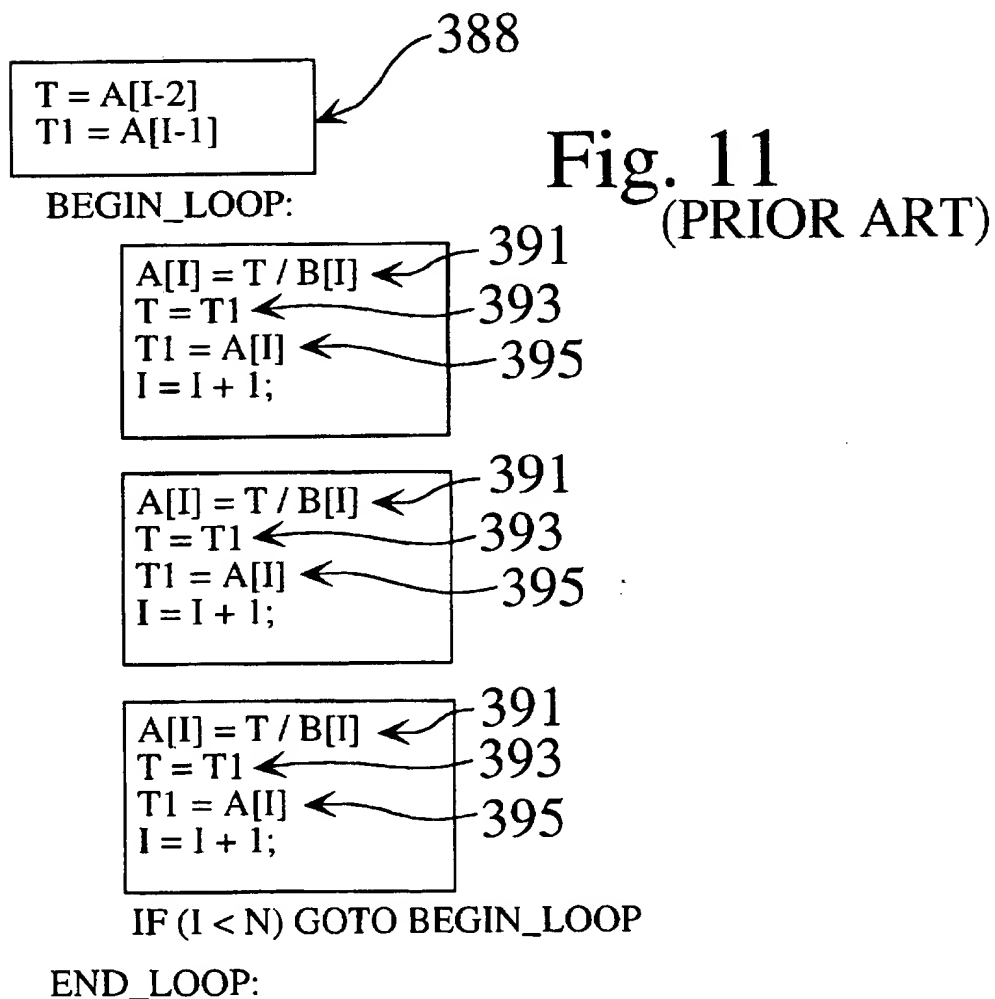 388
T = A[I-2]
T1 = A[I-1]
Fig. 11
(PRIOR ART)
BEGIN_LOOP:
A[I] = T / B[I]
391
T = T1
393
T1 = A[I]
395
I = I + 1;
A[I] = T / B[I]
391
T = T1
393
T1 = A[I]
395
I = I + 1;
A[I] = T / B[I]
391
T = T1
393
T1 = A[I]
395
I = I + 1;
IF (I < N) GOTO BEGIN_LOOP
END_LOOP: